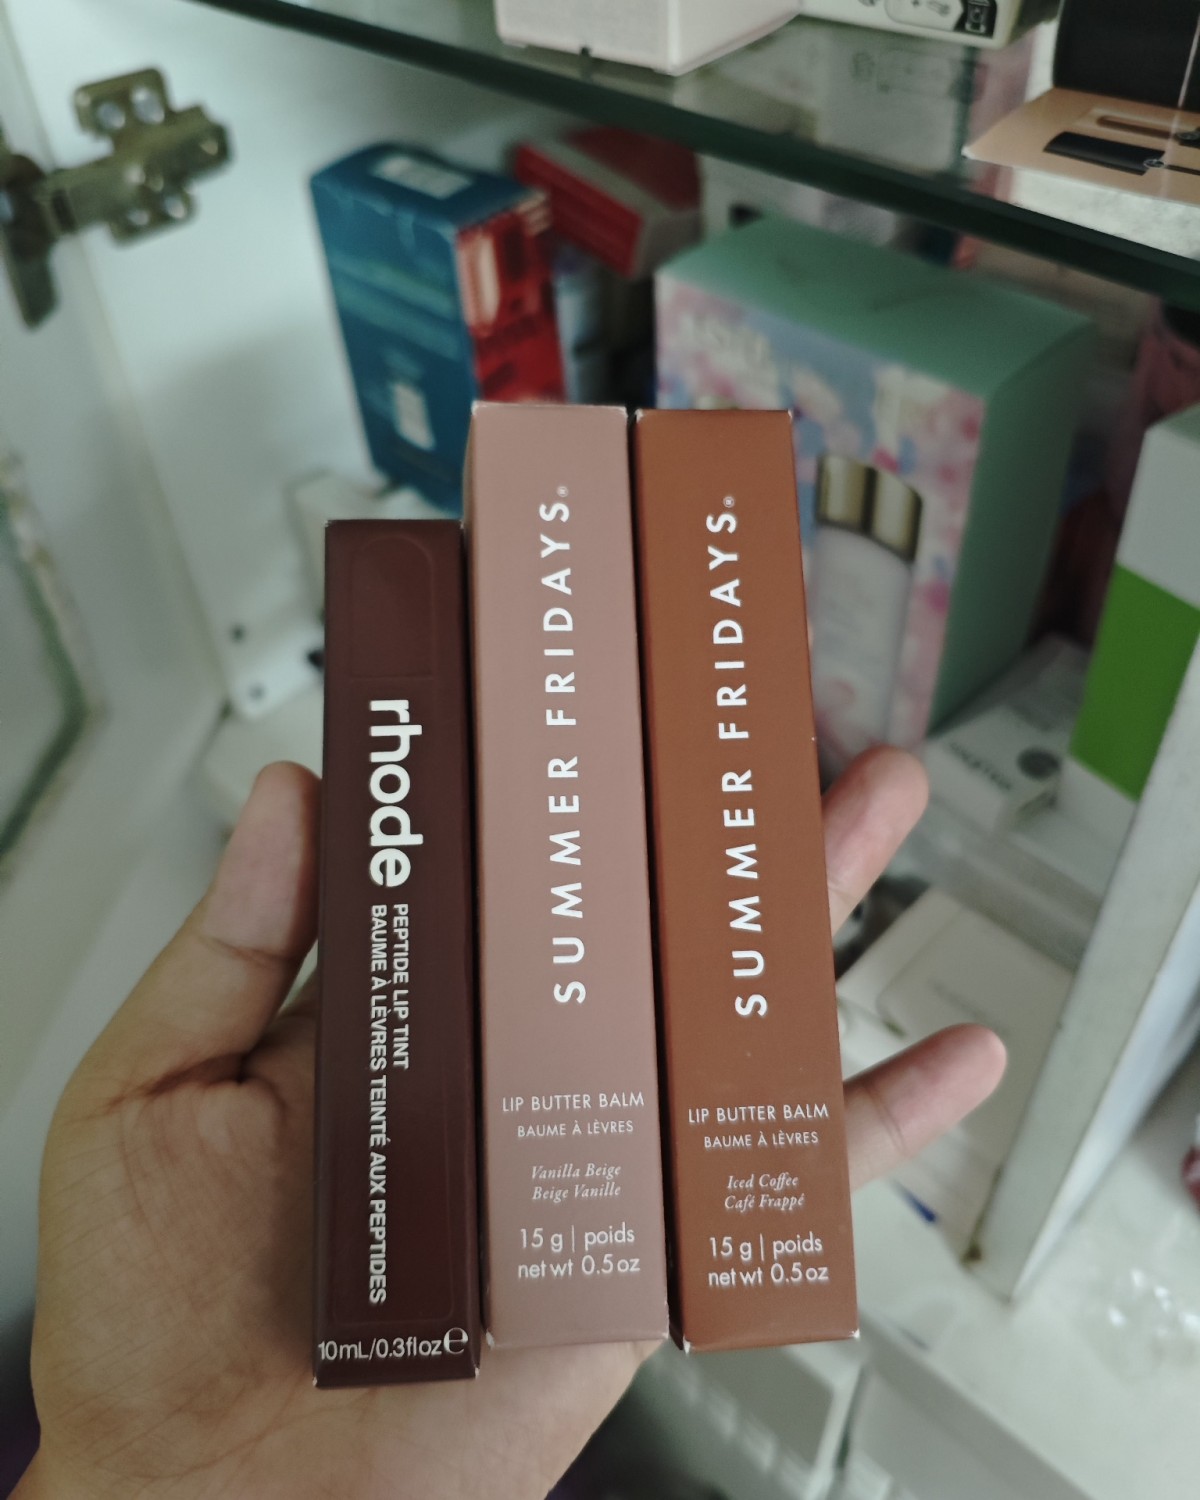 rhode
PEPTIDE LIP TINT
BAUME À LÈVRES TEINTÉ AUX PEPTIDES
10mL/0.3floz℮
SUMMER FRIDAYS®
LIP BUTTER BALM
BAUME À LÈVRES
Vanilla Beige
Beige Vanille
15 g | poids
net wt 0.5 oz
SUMMER FRIDAYS®
LIP BUTTER BALM
BAUME À LÈVRES
Iced Coffee
Café Frappé
15 g | poids
net wt 0.5 oz